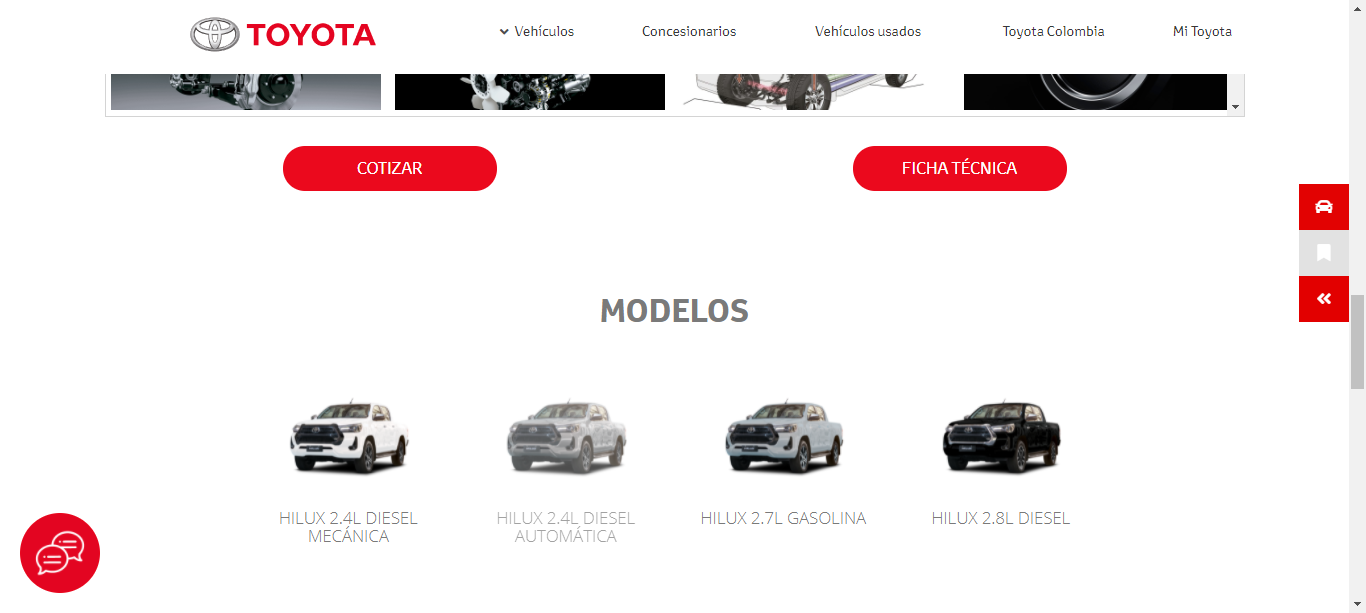 TOYOTA
Vehículos
Concesionarios
Vehículos usados
Toyota Colombia
Mi Toyota
COTIZAR
FICHA TÉCNICA
MODELOS
HILUX 2.4L DIESEL
MECÁNICA
HILUX 2.4L DIESEL
AUTOMÁTICA
HILUX 2.7L GASOLINA
HILUX 2.8L DIESEL